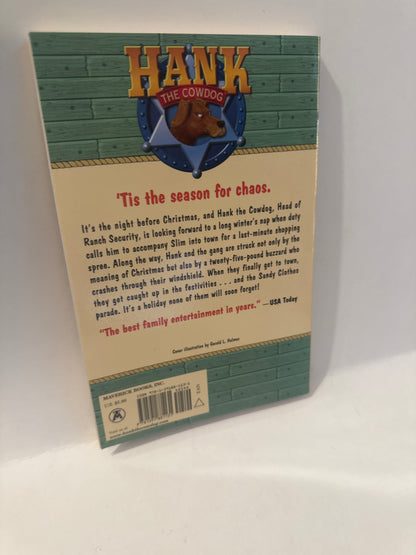 HANK
THE COWDOG
'Tis the season for chaos.
It's the night before Christmas, and Hank the Cowdog, Head of
Ranch Security, is looking forward to a long winter's nap when duty
calls him to accompany Slim into town for a last-minute shopping
spree. Along the way, Hank and the gang are struck not only by the
meaning of Christmas but also by a twenty-five-pound buzzard who
crashes through their windshield. When they finally get to town,
they get caught up in the festivities . . . and the Sandy Clothes
parade. It's a holiday none of them will soon forget!
"The best family entertainment in years." —USA Today
Cover illustration by Gerald L. Holmes
MAVERICK BOOKS, INC.
U.S. $5.99